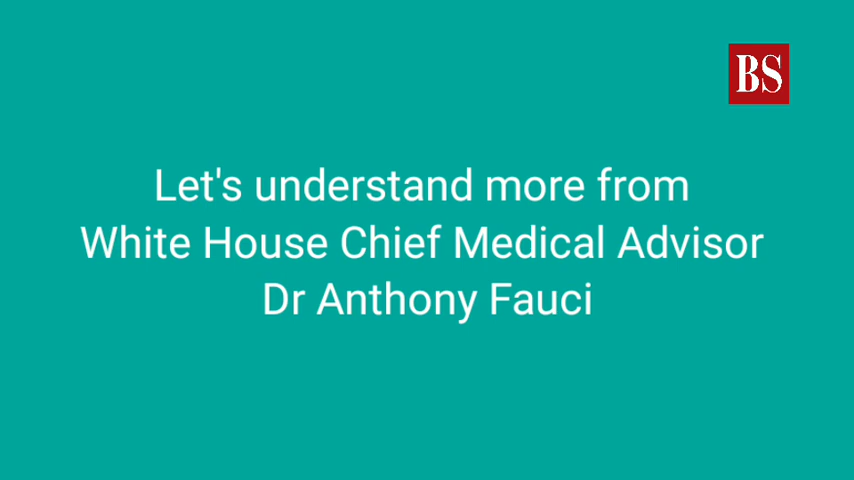 BS
Let's understand more from
White House Chief Medical Advisor
Dr Anthony Fauci